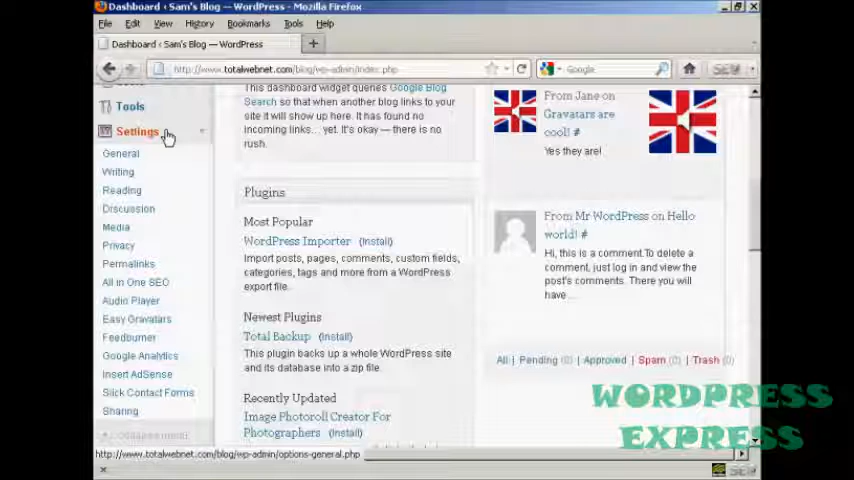 Dashboard ‹ Sam's Blog — WordPress - Mozilla Firefox
File Edit View History Bookmarks Tools Help
Dashboard ‹ Sam's Blog — WordPress
http://www.totalwebnet.com/blog/wp-admin/index.php
Google
Tools
Settings
General
Writing
Reading
Discussion
Media
Privacy
Permalinks
All in One SEO
Audio Player
Easy Gravatars
Feedburner
Google Analytics
Insert AdSense
Slick Contact Forms
Sharing
Collapse menu
This dashboard widget queries Google Blog
Search so that when another blog links to your
site it will show up here. It has found no
incoming links… yet. It's okay — there is no
rush.
Plugins
Most Popular
WordPress Importer (Install)
Import posts, pages, comments, custom fields,
categories, tags and more from a WordPress
export file.
Newest Plugins
Total Backup (Install)
This plugin backs up a whole WordPress site
and its database into a zip file.
Recently Updated
Image Photoroll Creator For
Photographers (Install)
From Jane on
Gravatars are
cool! #
Yes they are!
From Mr WordPress on Hello
world! #
Hi, this is a comment.To delete a
comment, just log in and view the
post's comments. There you will
have …
All | Pending (0) | Approved | Spam (0) | Trash (0)
WORDPRESS
EXPRESS
http://www.totalwebnet.com/blog/wp-admin/options-general.php